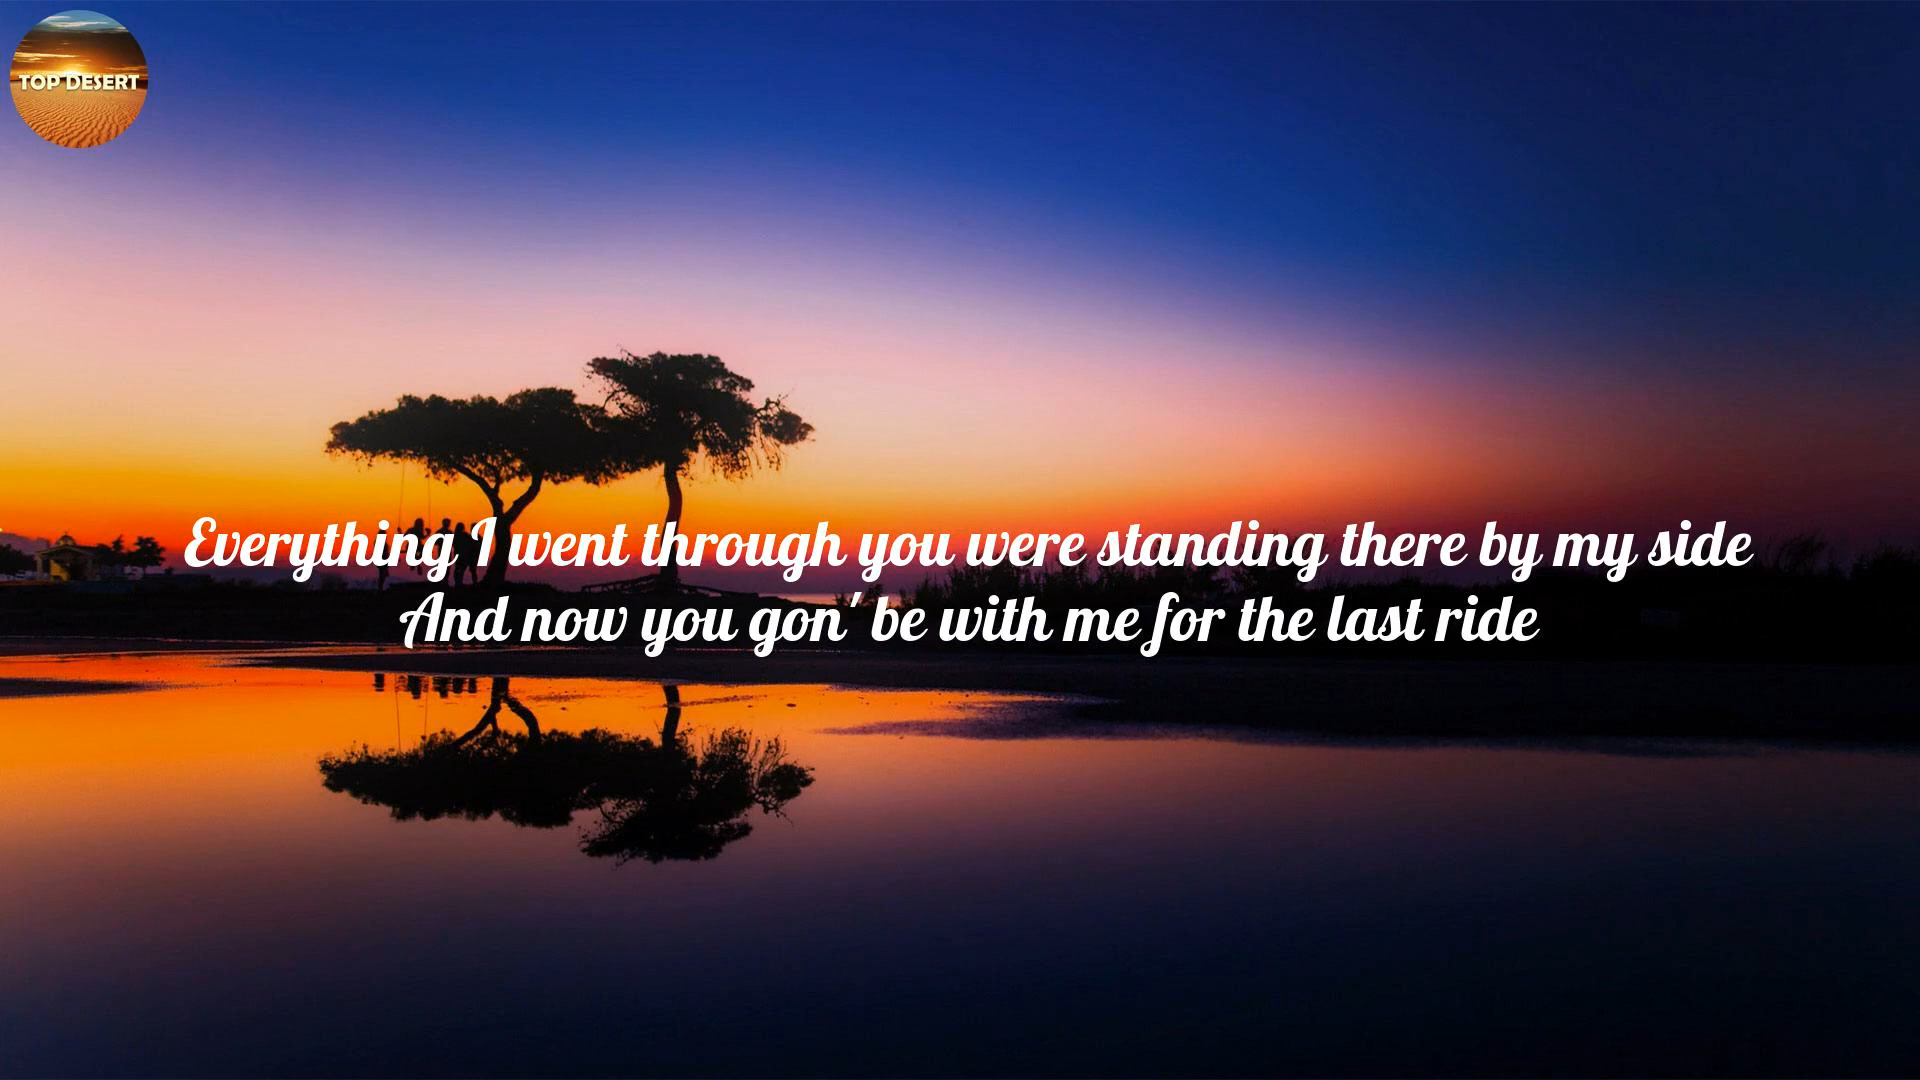 TOP DESERT
Everything I went through you were standing there by my side
And now you gon' be with me for the last ride